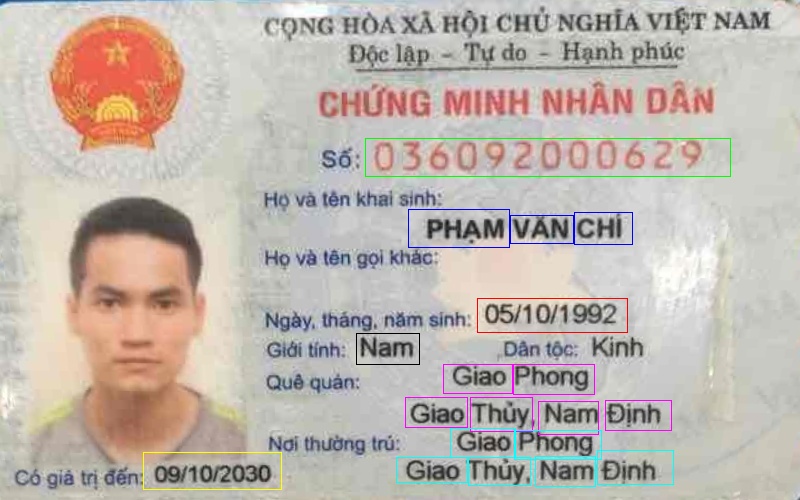 CỘNG HÒA XÃ HỘI CHỦ NGHĨA VIỆT NAM
Độc lập - Tự do - Hạnh phúc
CHỨNG MINH NHÂN DÂN
Số: 036092000629
Họ và tên khai sinh:
PHẠM VĂN CHÍ
Họ và tên gọi khác:
Ngày, tháng, năm sinh: 05/10/1992
Giới tính: Nam Dân tộc: Kinh
Quê quán: Giao Phong
Giao Thủy, Nam Định
Nơi thường trú: Giao Phong
Giao Thủy, Nam Định
Có giá trị đến: 09/10/2030